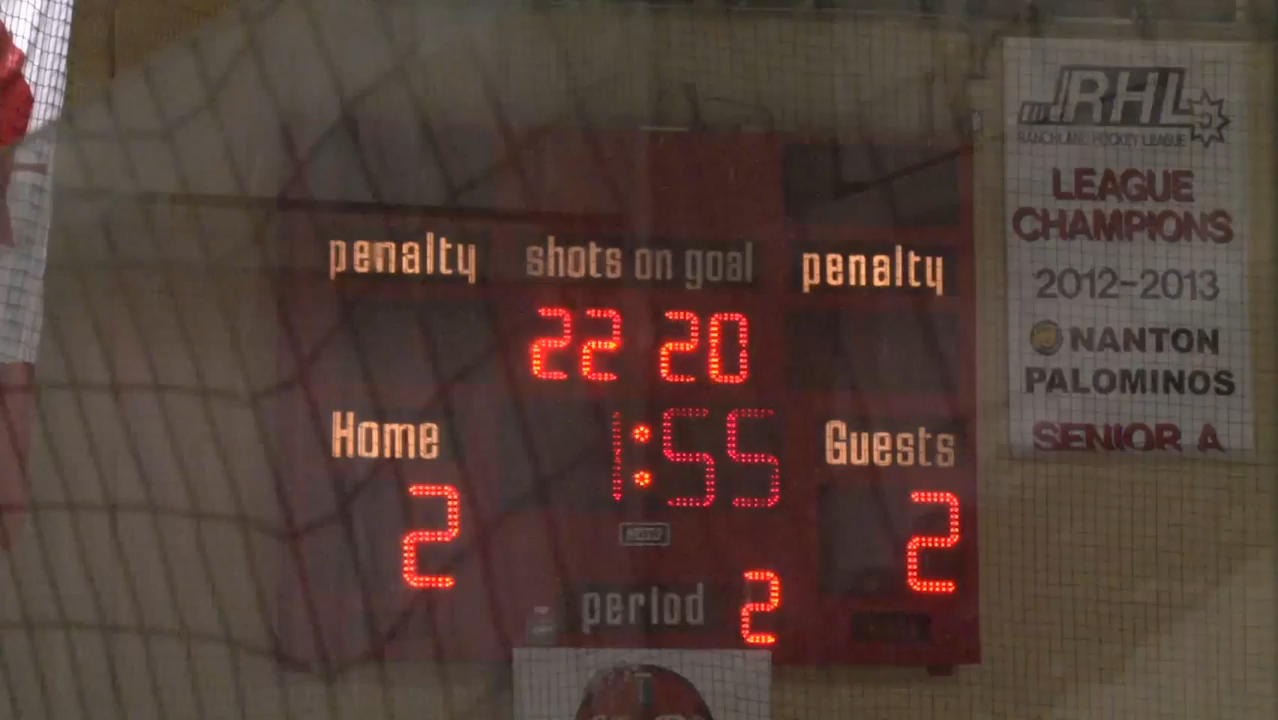 penalty shots on goal penalty
22 20
1:55
Home Guests
2 2
period 2
RHL
RANCHLAND HOCKEY LEAGUE
LEAGUE
CHAMPIONS
2012-2013
NANTON
PALOMINOS
SENIOR A